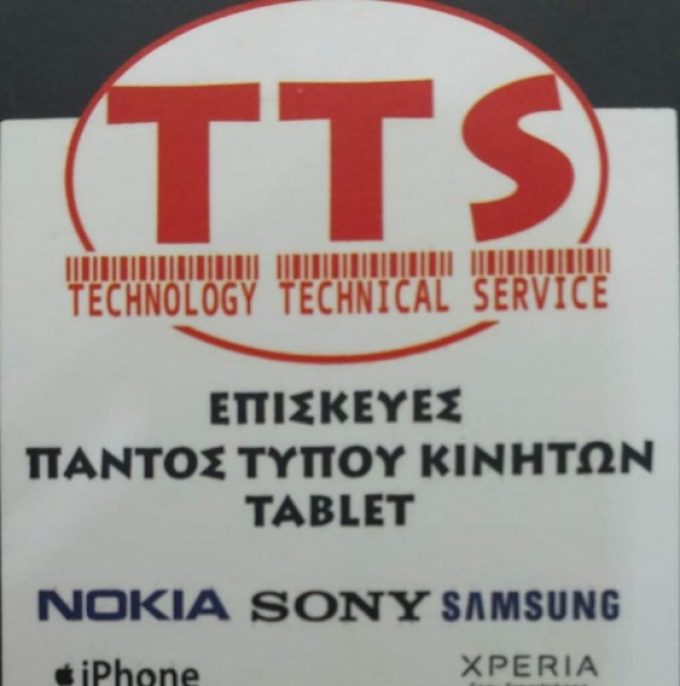 TTS
TECHNOLOGY TECHNICAL SERVICE
ΕΠΙΣΚΕΥΕΣ
ΠΑΝΤΟΣ ΤΥΠΟΥ ΚΙΝΗΤΩΝ
TABLET
NOKIA SONY SAMSUNG
iPhone XPERIA